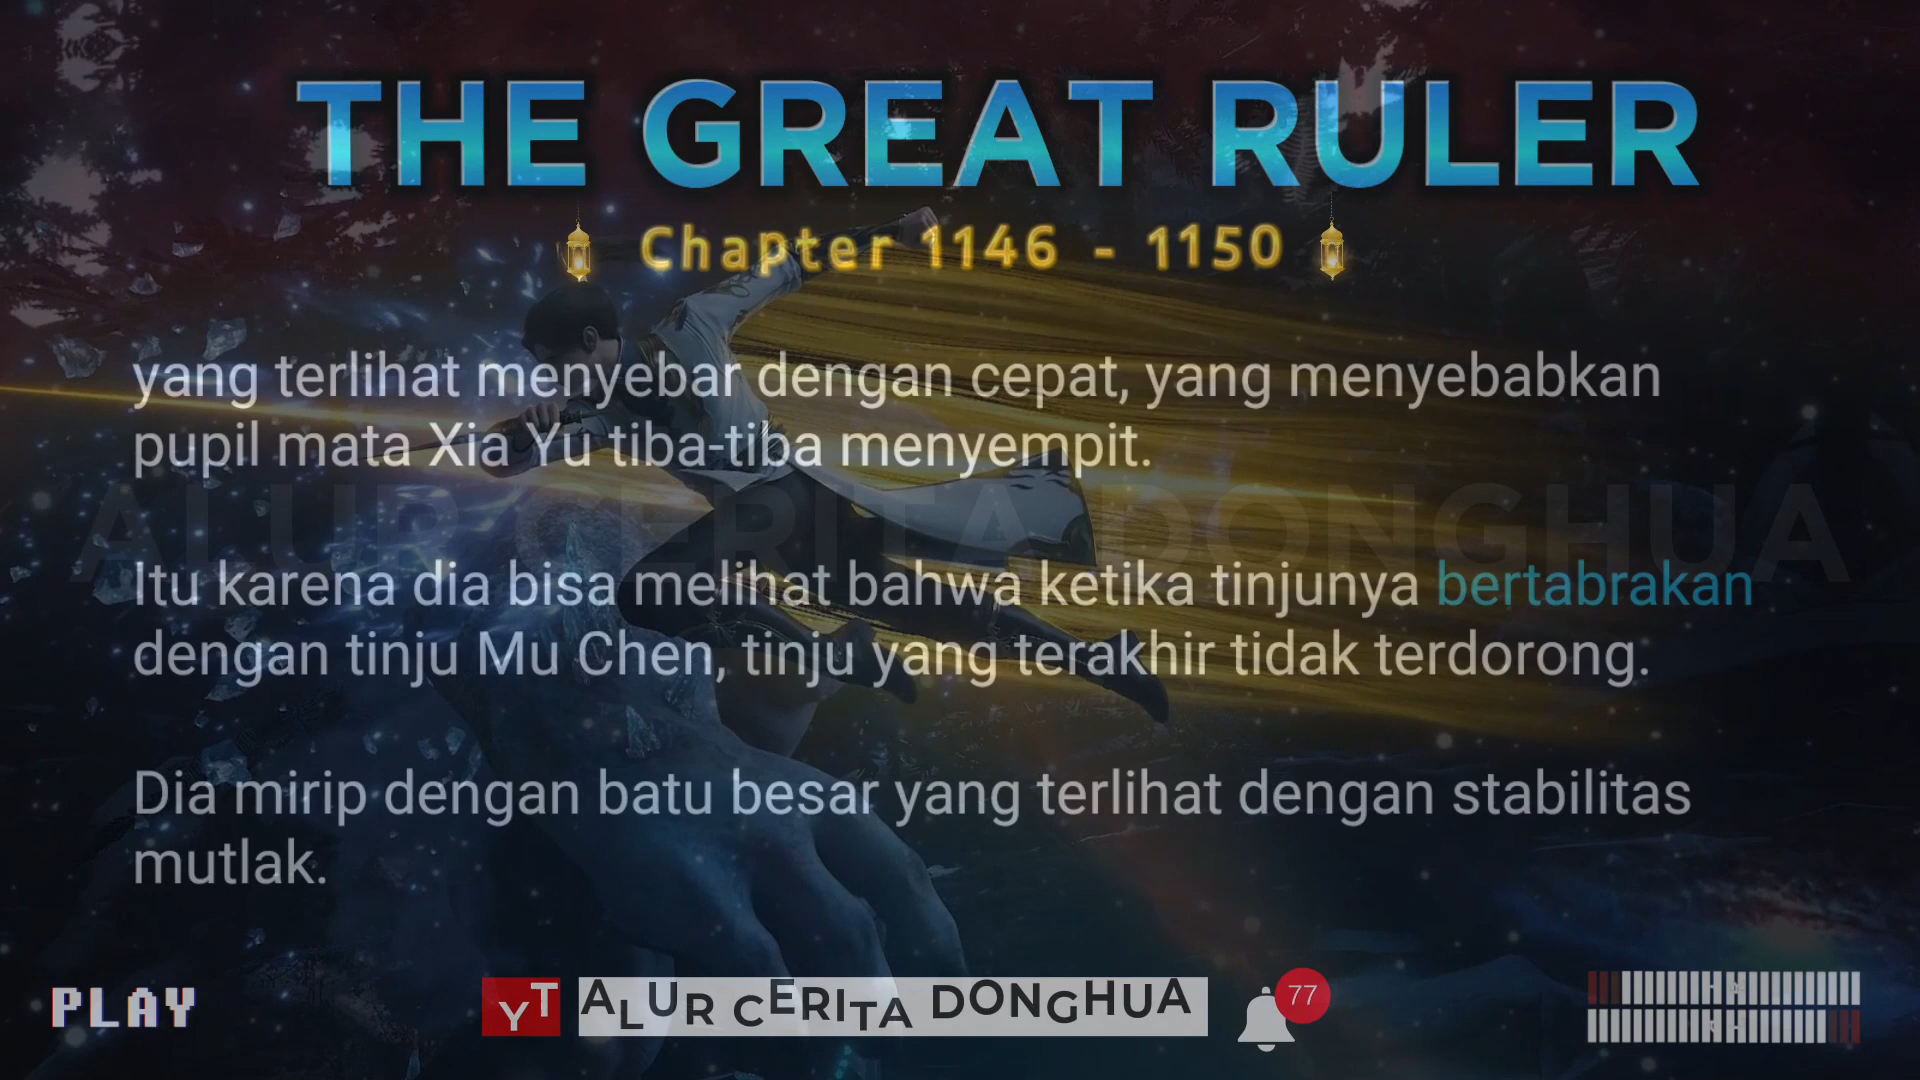 THE GREAT RULER
Chapter 1146 - 1150
yang terlihat menyebar dengan cepat, yang menyebabkan
pupil mata Xia Yu tiba-tiba menyempit.
ALUR CERITA DONGHUA
Itu karena dia bisa melihat bahwa ketika tinjunya bertabrakan
dengan tinju Mu Chen, tinju yang terakhir tidak terdorong.
Dia mirip dengan batu besar yang terlihat dengan stabilitas
mutlak.
PLAY
YT ALUR CERITA DONGHUA 77